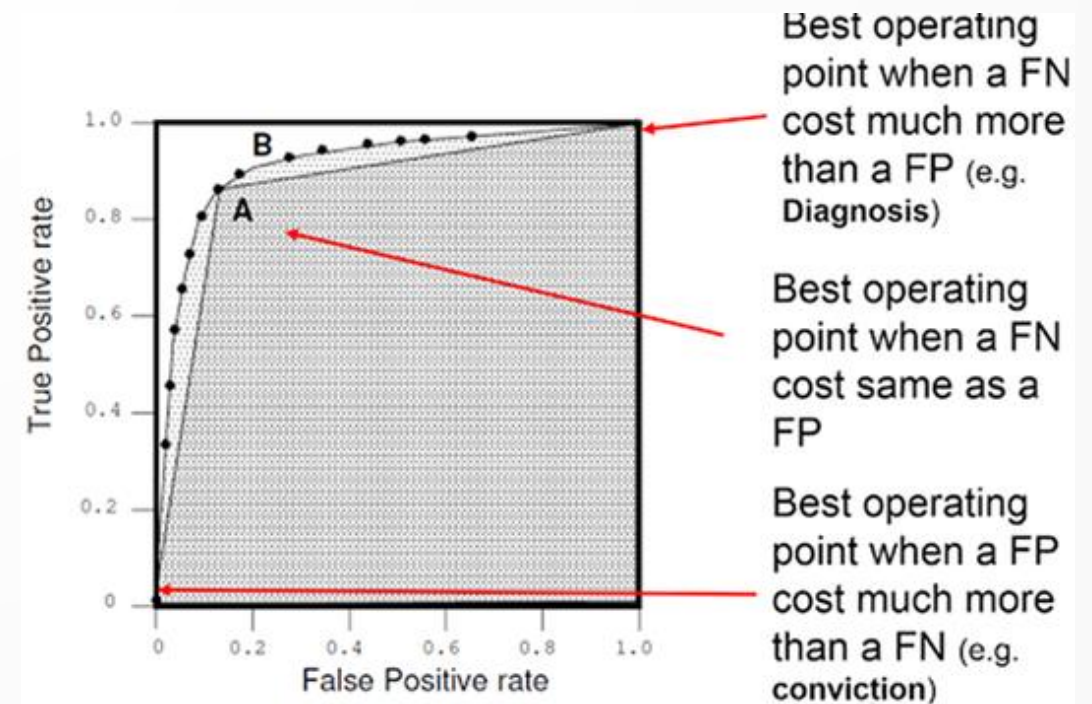 Best operating
point when a FN
cost much more
than a FP (e.g.
Diagnosis)
Best operating
point when a FN
cost same as a
FP
Best operating
point when a FP
cost much more
than a FN (e.g.
conviction)
True Positive rate
1.0
0.8
0.6
0.4
0.2
0
B
A
0 0.2 0.4 0.6 0.8 1.0
False Positive rate